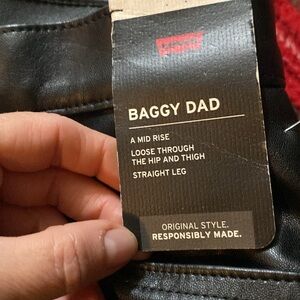 BAGGY DAD
A MID RISE
LOOSE THROUGH
THE HIP AND THIGH
STRAIGHT LEG
ORIGINAL STYLE.
RESPONSIBLY MADE.